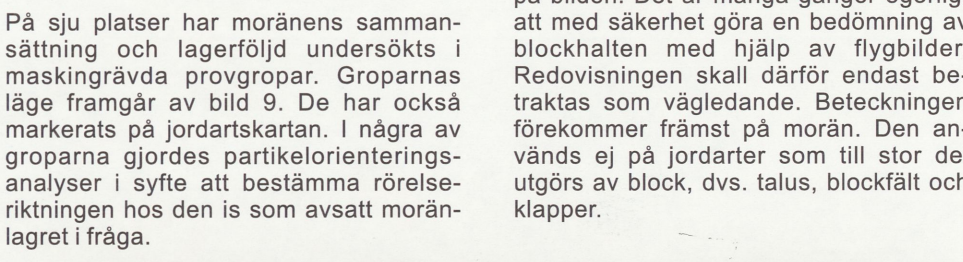 På sju platser har moränens samman-
sättning och lagerföljd undersökts i
maskingrävda provgropar. Groparnas
läge framgår av bild 9. De har också
markerats på jordartskartan. I några av
groparna gjordes partikelorienterings-
analyser i syfte att bestämma rörelse-
riktningen hos den is som avsatt morän-
lagret i fråga.
på bilden. Det är många gånger
att med säkerhet göra en bedömning av
blockhalten med hjälp av flygbilder
Redovisningen skall därför endast be-
traktas som vägledande. Beteckningen
förekommer främst på morän. Den an-
vänds ej på jordarter som till stor de
utgörs av block, dvs. talus, blockfält och
klapper.